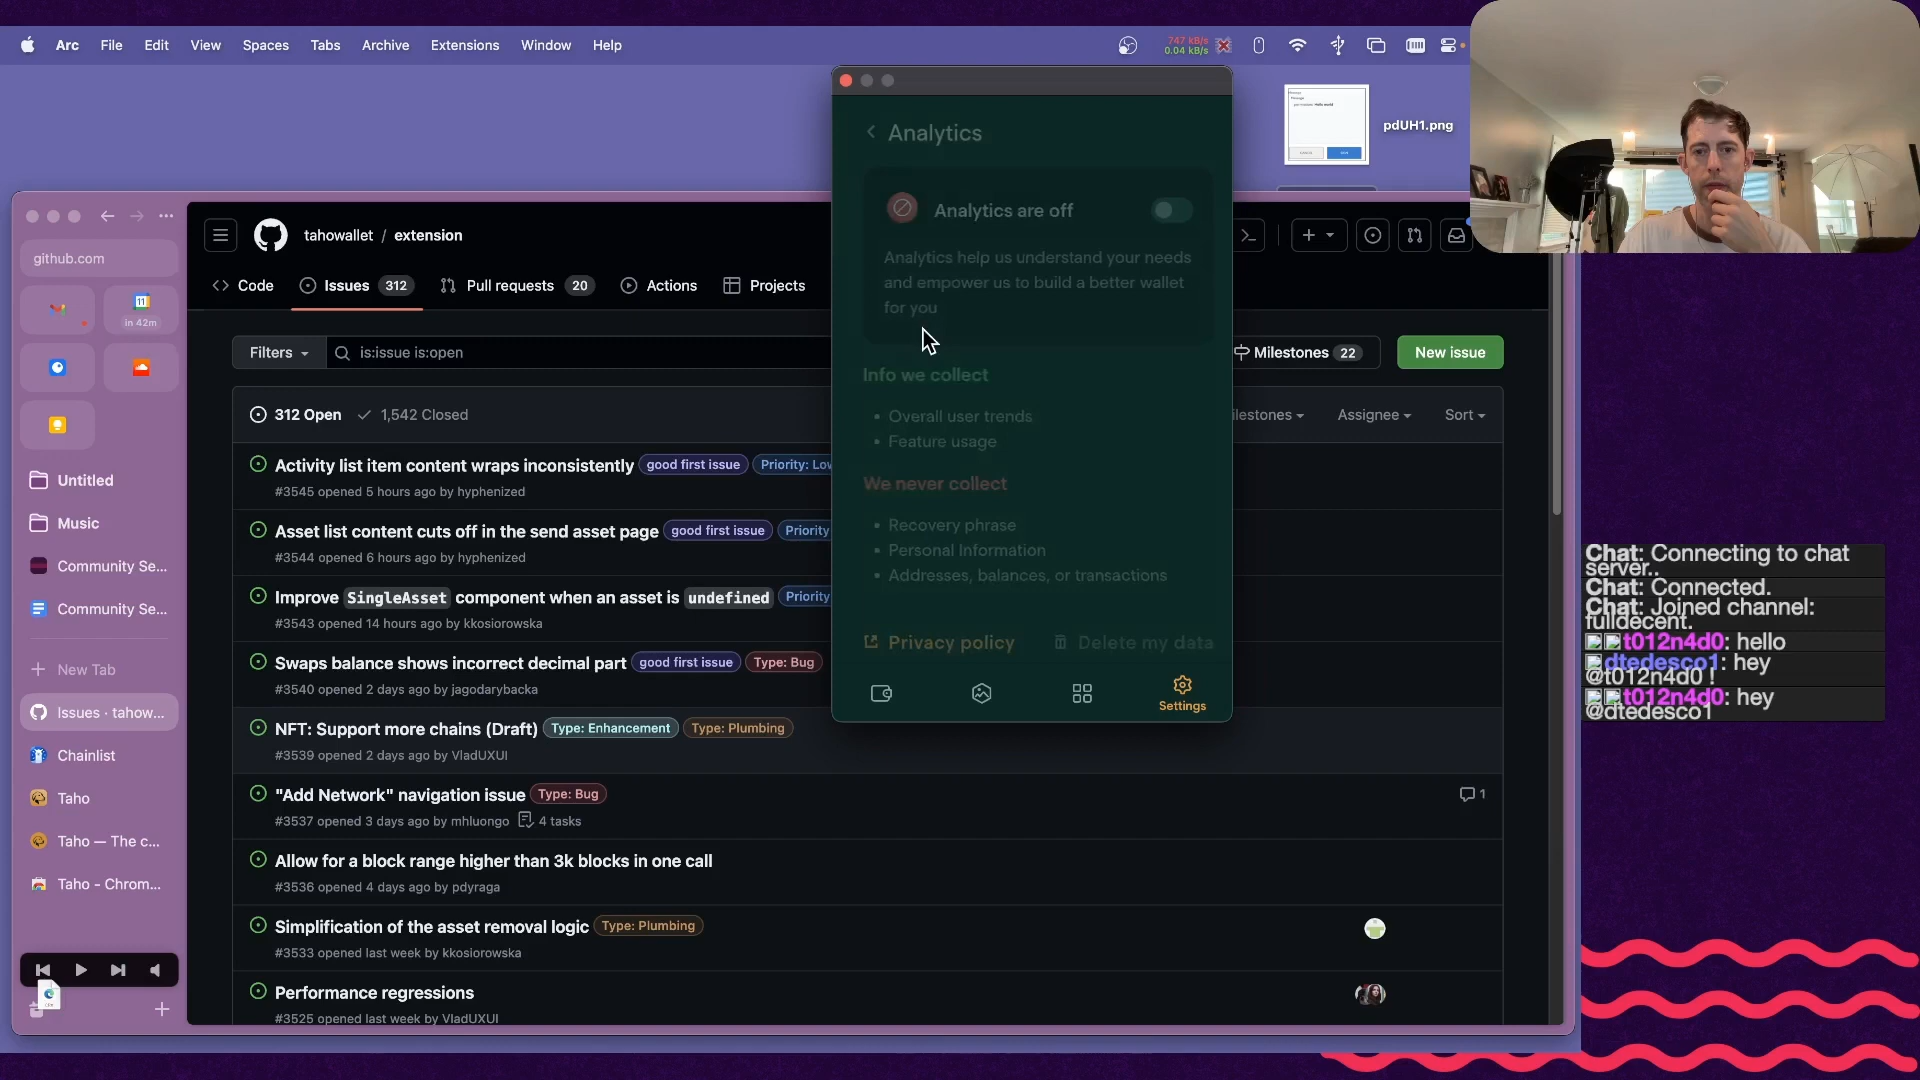 Arc File Edit View Spaces Tabs Archive Extensions Window Help
747 kB/s
0.04 kB/s
pdUH1.png
github.com
11
in 42m
Untitled
Music
Community Se...
Community Se...
New Tab
Issues · tahow...
Chainlist
Taho
Taho — The c...
Taho - Chrom...
tahowallet / extension
Code Issues 312 Pull requests 20 Actions Projects
Filters is:issue is:open Milestones 22 New issue
312 Open 1,542 Closed ilestones Assignee Sort
Activity list item content wraps inconsistently good first issue Priority: Lov
#3545 opened 5 hours ago by hyphenized
Asset list content cuts off in the send asset page good first issue Priority
#3544 opened 6 hours ago by hyphenized
Improve SingleAsset component when an asset is undefined Priority
#3543 opened 14 hours ago by kkosiorowska
Swaps balance shows incorrect decimal part good first issue Type: Bug
#3540 opened 2 days ago by jagodarybacka
NFT: Support more chains (Draft) Type: Enhancement Type: Plumbing
#3539 opened 2 days ago by VladUXUI
"Add Network" navigation issue Type: Bug 1
#3537 opened 3 days ago by mhluongo 4 tasks
Allow for a block range higher than 3k blocks in one call
#3536 opened 4 days ago by pdyraga
Simplification of the asset removal logic Type: Plumbing
#3533 opened last week by kkosiorowska
Performance regressions
#3525 opened last week by VladUXUI
Analytics
Analytics are off
Analytics help us understand your needs
and empower us to build a better wallet
for you
Info we collect
• Overall user trends
• Feature usage
We never collect
• Recovery phrase
• Personal Information
• Addresses, balances, or transactions
Privacy policy Delete my data
Settings
Chat: Connecting to chat
server..
Chat: Connected.
Chat: Joined channel:
fulldecent.
t012n4d0: hello
dtedesco1: hey
@t012n4d0 !
t012n4d0: hey
@dtedesco1